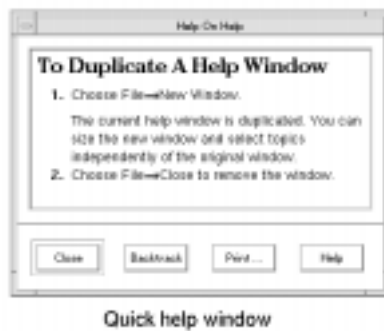 Help On Help
To Duplicate A Help Window
1. Choose File→New Window.
The current help window is duplicated. You can
size the new window and select topics
independently of the original window.
2. Choose File→Close to remove the window.
Close Backtrack Print... Help
Quick help window